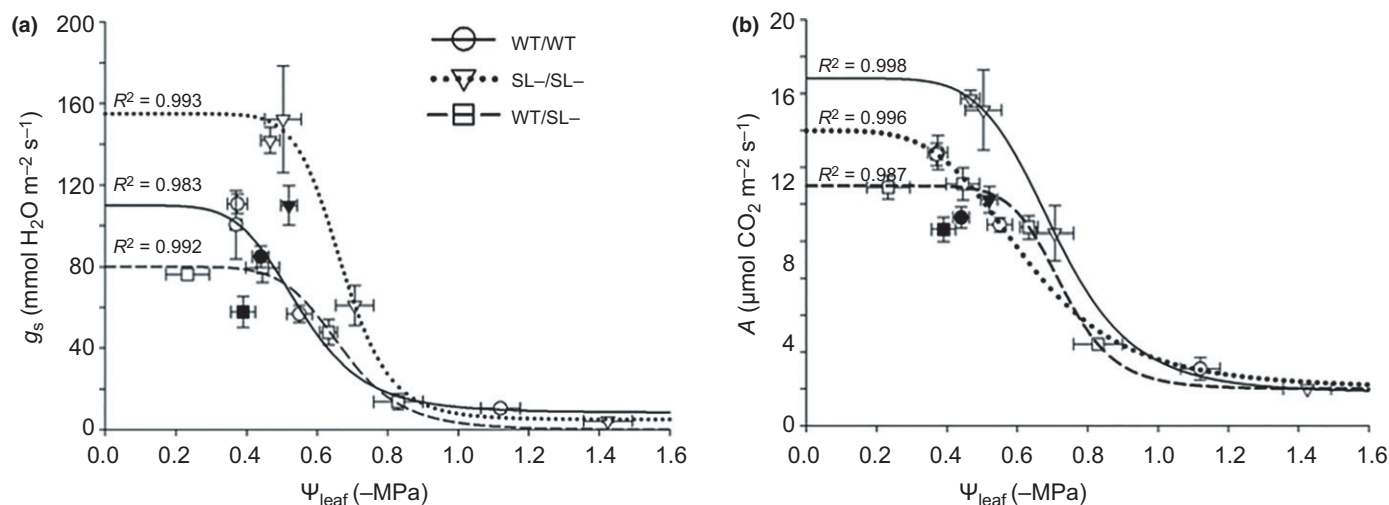 (a)
200
160
120
80
40
0
g_s (mmol H₂O m⁻² s⁻¹)
R² = 0.993
R² = 0.983
R² = 0.992
WT/WT
SL–/SL–
WT/SL–
0.0 0.2 0.4 0.6 0.8 1.0 1.2 1.4 1.6
Ψleaf (–MPa)
(b)
20
16
12
8
4
0
A (µmol CO₂ m⁻² s⁻¹)
R² = 0.998
R² = 0.996
R² = 0.987
0.0 0.2 0.4 0.6 0.8 1.0 1.2 1.4 1.6
Ψleaf (–MPa)